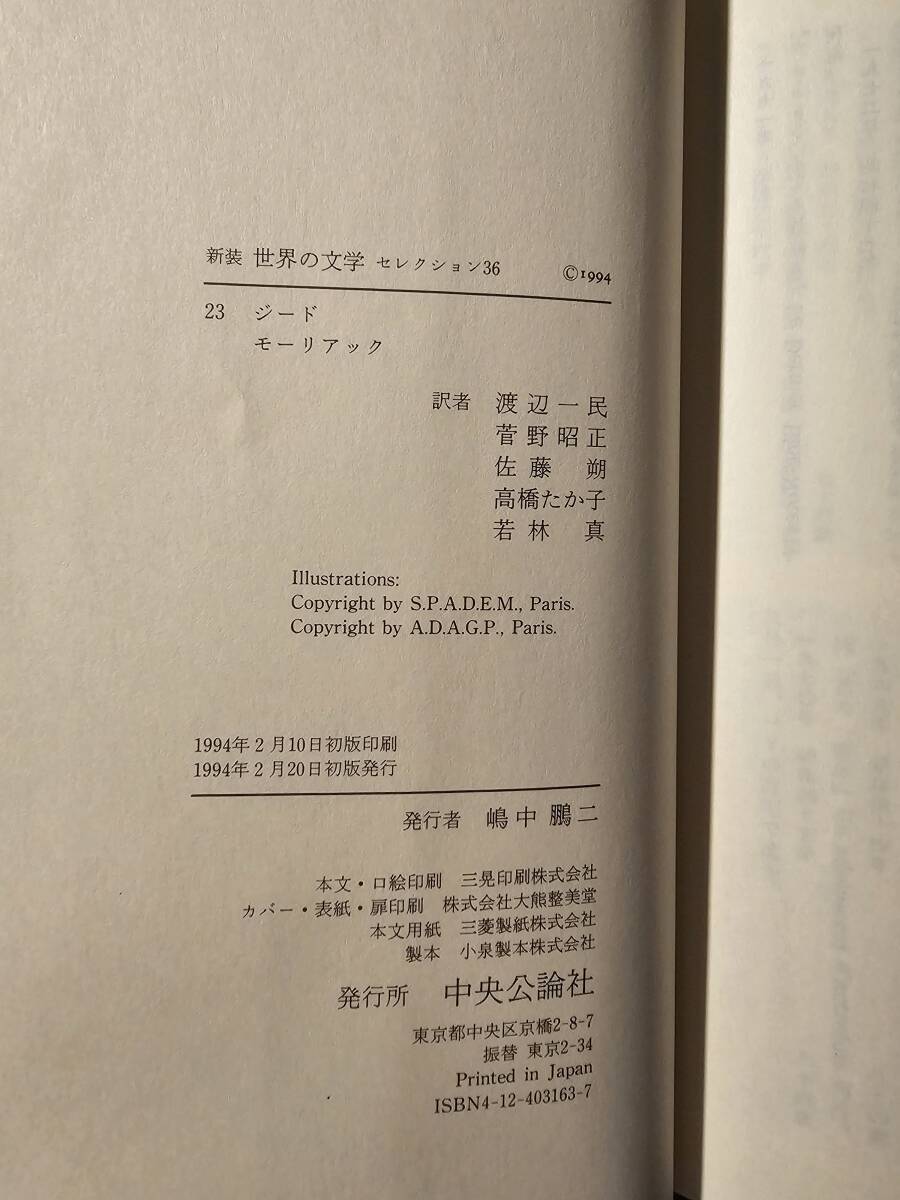 新装 世界の文学 セレクション36 ©1994
23 ジード
モーリアック
訳者 渡辺一民
菅野昭正
佐藤 朔
高橋たか子
若林 真
Illustrations:
Copyright by S.P.A.D.E.M., Paris.
Copyright by A.D.A.G.P., Paris.
1994年2月10日初版印刷
1994年2月20日初版発行
発行者 嶋中鵬二
本文・口絵印刷 三晃印刷株式会社
カバー・表紙・扉印刷 株式会社大熊整美堂
本文用紙 三菱製紙株式会社
製本 小泉製本株式会社
発行所 中央公論社
東京都中央区京橋2-8-7
振替 東京2-34
Printed in Japan
ISBN4-12-403163-7